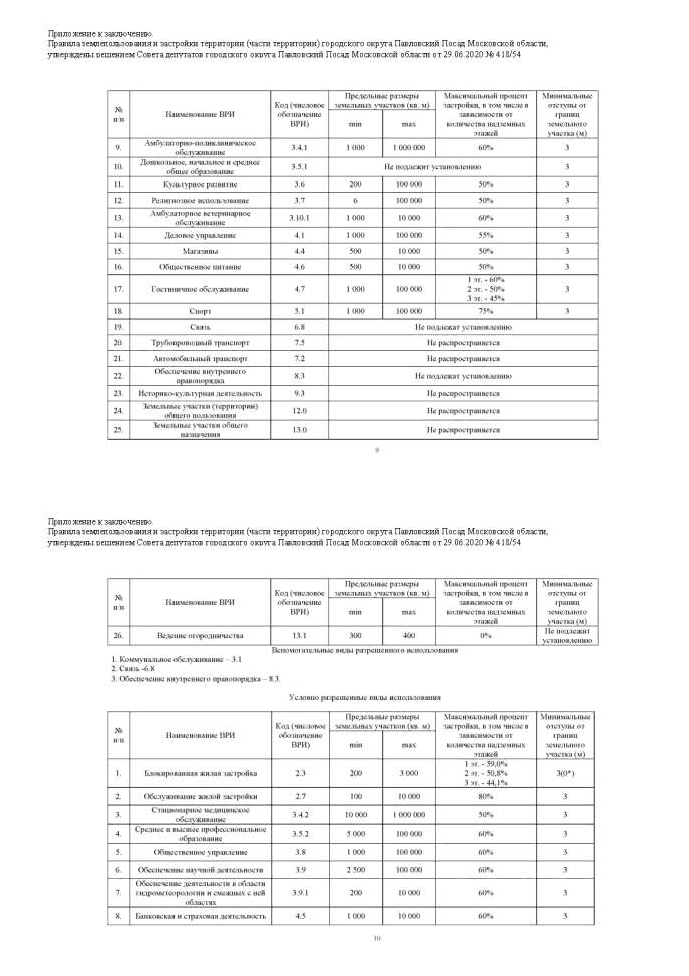 Приложение к заключению.
Правила землепользования и застройки территории (части территории) городского округа Павловский Посад Московской области,
утверждены решением Совета депутатов городского округа Павловский Посад Московской области от 29.06.2020 № 418/54
№ п/п Наименование ВРИ Код (числовое обозначение ВРИ) Предельные размеры земельных участков (кв. м) min max Максимальный процент застройки, в том числе в зависимости от количества надземных этажей Минимальные отступы от границ земельного участка (м)
9. Амбулаторно-поликлиническое обслуживание 3.4.1 1 000 1 000 000 60% 3
10. Дошкольное, начальное и среднее общее образование 3.5.1 Не подлежит установлению 3
11. Культурное развитие 3.6 200 100 000 50% 3
12. Религиозное использование 3.7 6 100 000 50% 3
13. Амбулаторное ветеринарное обслуживание 3.10.1 1 000 10 000 60% 3
14. Деловое управление 4.1 1 000 100 000 55% 3
15. Магазины 4.4 500 10 000 50% 3
16. Общественное питание 4.6 500 10 000 50% 3
17. Гостиничное обслуживание 4.7 1 000 100 000 1 эт. - 60% 2 эт. - 50% 3 эт. - 45% 3
18. Спорт 5.1 1 000 100 000 75% 3
19. Связь 6.8 Не подлежат установлению
20. Трубопроводный транспорт 7.5 Не распространяется
21. Автомобильный транспорт 7.2 Не распространяется
22. Обеспечение внутреннего правопорядка 8.3 Не подлежат установлению
23. Историко-культурная деятельность 9.3 Не распространяется
24. Земельные участки (территории) общего пользования 12.0 Не распространяется
25. Земельные участки общего назначения 13.0 Не распространяется
9
Приложение к заключению.
Правила землепользования и застройки территории (части территории) городского округа Павловский Посад Московской области,
утверждены решением Совета депутатов городского округа Павловский Посад Московской области от 29.06.2020 № 418/54
№ п/п Наименование ВРИ Код (числовое обозначение ВРИ) Предельные размеры земельных участков (кв. м) min max Максимальный процент застройки, в том числе в зависимости от количества надземных этажей Минимальные отступы от границ земельного участка (м)
26. Ведение огородничества 13.1 300 400 0% Не подлежит установлению
Вспомогательные виды разрешенного использования
1. Коммунальное обслуживание – 3.1
2. Связь -6.8
3. Обеспечение внутреннего правопорядка – 8.3.
Условно разрешенные виды использования
№ п/п Наименование ВРИ Код (числовое обозначение ВРИ) Предельные размеры земельных участков (кв. м) min max Максимальный процент застройки, в том числе в зависимости от количества надземных этажей Минимальные отступы от границ земельного участка (м)
1. Блокированная жилая застройка 2.3 200 3 000 1 эт. - 59,0% 2 эт. - 50,8% 3 эт. - 44,1% 3(0*)
2. Обслуживание жилой застройки 2.7 100 10 000 80% 3
3. Стационарное медицинское обслуживание 3.4.2 10 000 1 000 000 50% 3
4. Среднее и высшее профессиональное образование 3.5.2 5 000 100 000 60% 3
5. Общественное управление 3.8 1 000 100 000 60% 3
6. Обеспечение научной деятельности 3.9 2 500 100 000 60% 3
7. Обеспечение деятельности в области гидрометеорологии и смежных с ней областях 3.9.1 200 10 000 60% 3
8. Банковская и страховая деятельность 4.5 1 000 10 000 60% 3
10